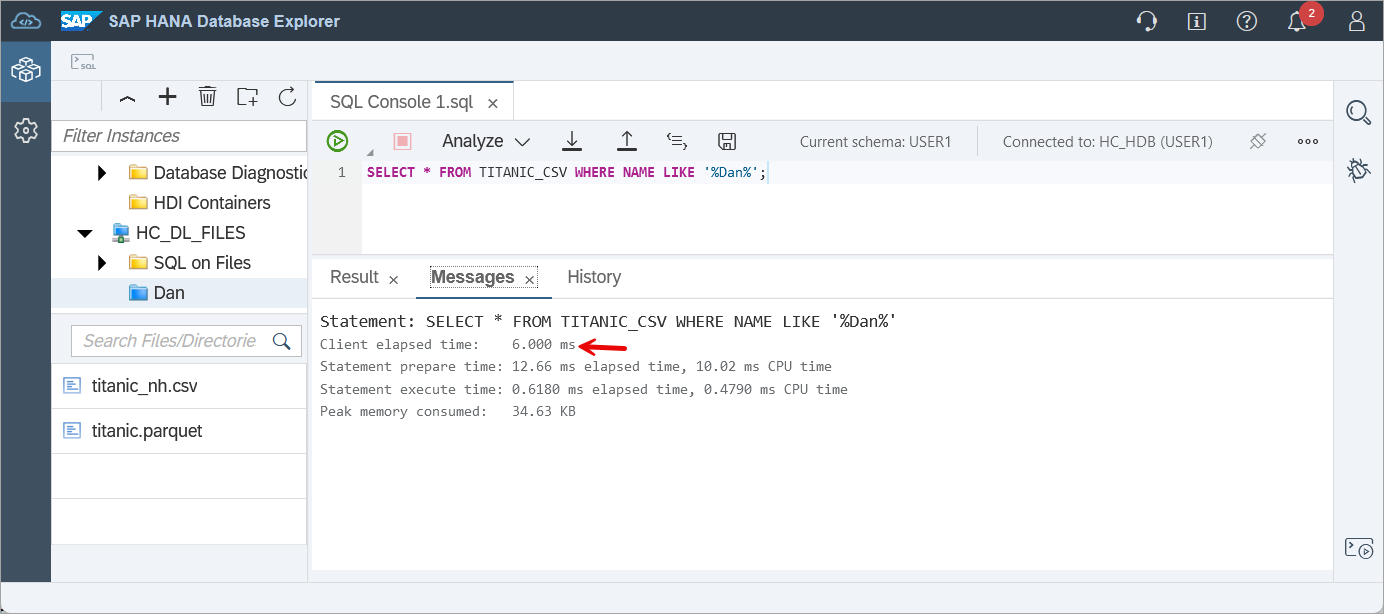 SAP SAP HANA Database Explorer
2
SQL
SQL Console 1.sql
Filter Instances
Analyze
Current schema: USER1
Connected to: HC_HDB (USER1)
Database Diagnostic
HDI Containers
HC_DL_FILES
SQL on Files
Dan
1 SELECT * FROM TITANIC_CSV WHERE NAME LIKE '%Dan%';
Search Files/Directorie
titanic_nh.csv
titanic.parquet
Result
Messages
History
Statement: SELECT * FROM TITANIC_CSV WHERE NAME LIKE '%Dan%'
Client elapsed time: 6.000 ms
Statement prepare time: 12.66 ms elapsed time, 10.02 ms CPU time
Statement execute time: 0.6180 ms elapsed time, 0.4790 ms CPU time
Peak memory consumed: 34.63 KB